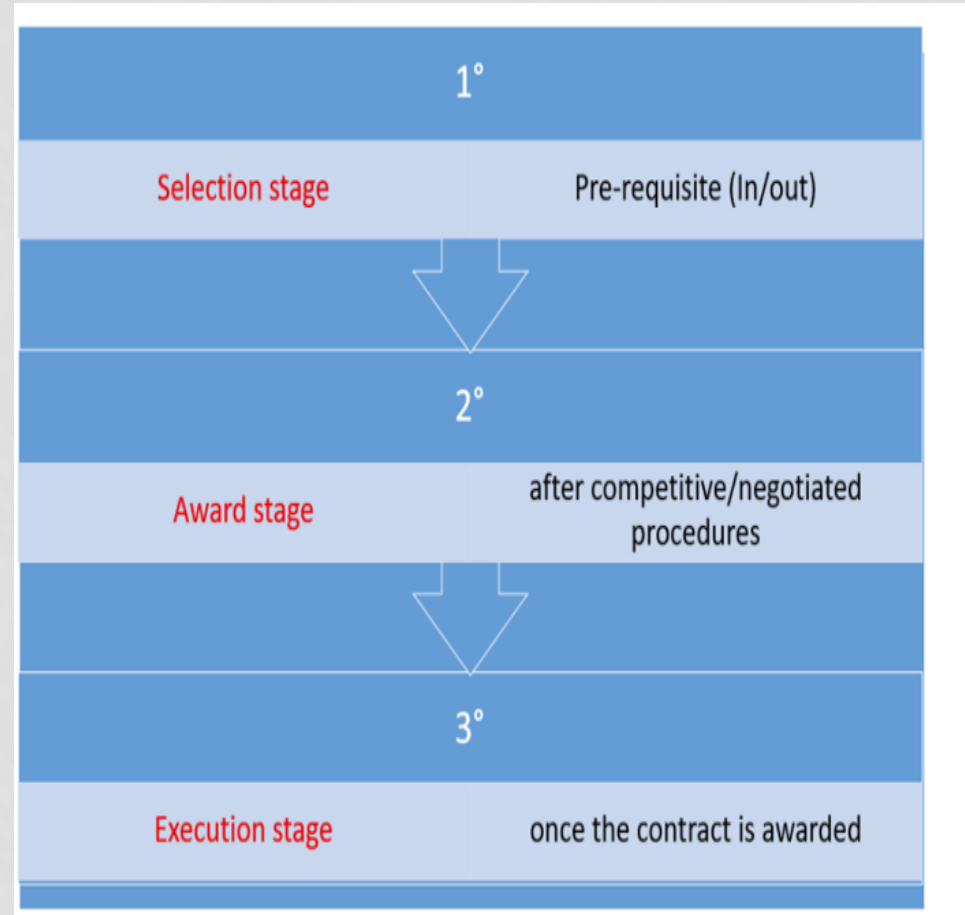 1°
Selection stage
Pre-requisite (In/out)
2°
Award stage
after competitive/negotiated
procedures
3°
Execution stage
once the contract is awarded